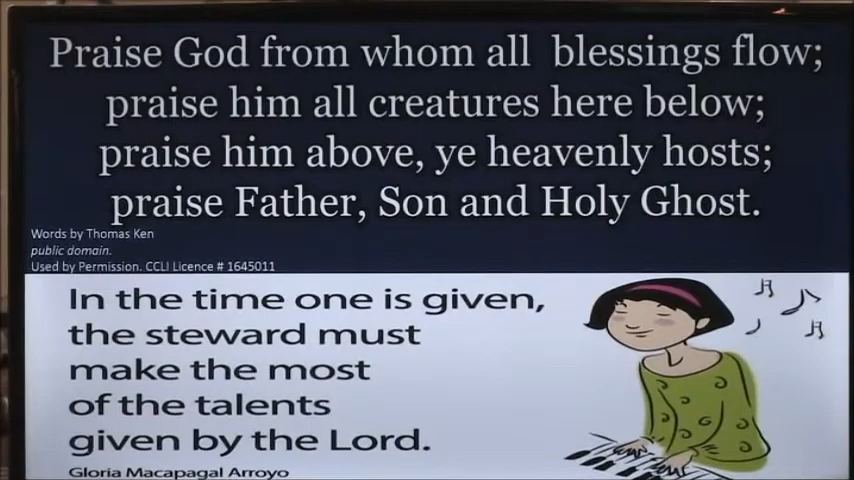 Praise God from whom all blessings flow;
praise him all creatures here below;
praise him above, ye heavenly hosts;
praise Father, Son and Holy Ghost.
Words by Thomas Ken
public domain.
Used by Permission. CCLI Licence # 1645011
In the time one is given,
the steward must
make the most
of the talents
given by the Lord.
Gloria Macapagal Arroyo